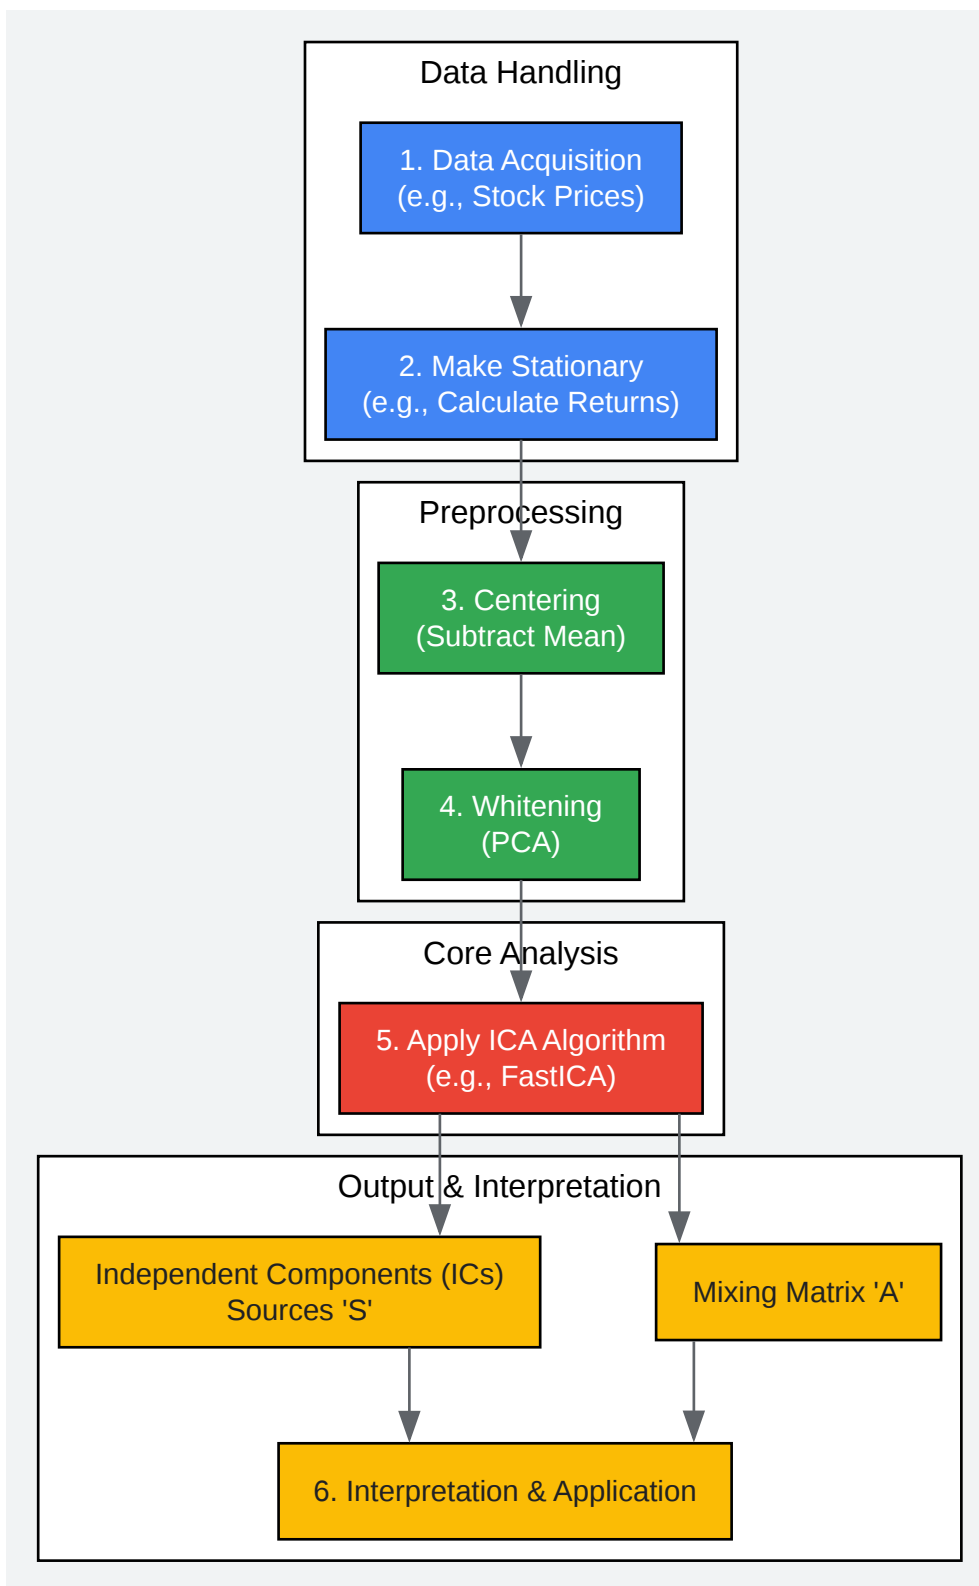 Data Handling
1. Data Acquisition
(e.g., Stock Prices)
2. Make Stationary
(e.g., Calculate Returns)
Preprocessing
3. Centering
(Subtract Mean)
4. Whitening
(PCA)
Core Analysis
5. Apply ICA Algorithm
(e.g., FastICA)
Output & Interpretation
Independent Components (ICs)
Sources 'S'
Mixing Matrix 'A'
6. Interpretation & Application